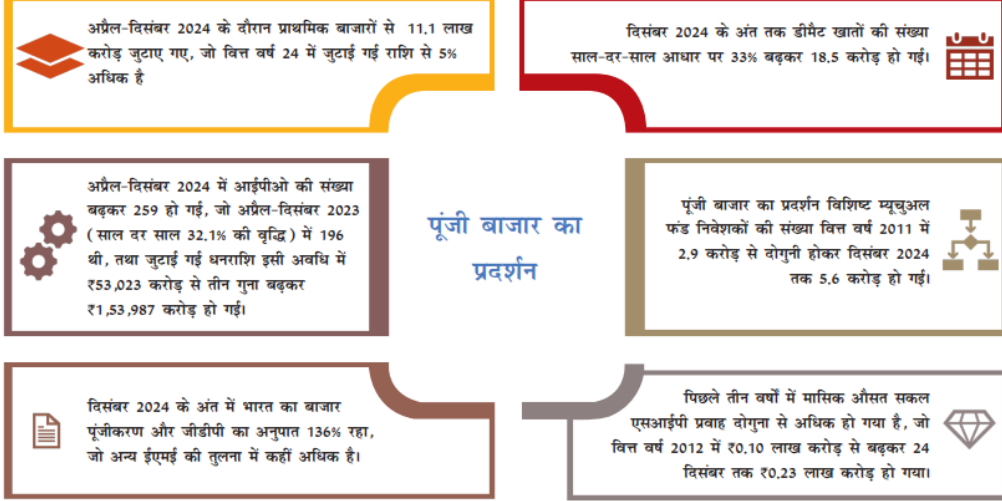 अप्रैल-दिसंबर 2024 के दौरान प्राथमिक बाजारों से 11.1 लाख
करोड़ जुटाए गए, जो वित्त वर्ष 24 में जुटाई गई राशि से 5%
अधिक है
दिसंबर 2024 के अंत तक डीमैट खातों की संख्या
साल-दर-साल आधार पर 33% बढ़कर 18.5 करोड़ हो गई।
अप्रैल-दिसंबर 2024 में आईपीओ की संख्या
बढ़कर 259 हो गई, जो अप्रैल-दिसंबर 2023
(साल दर साल 32.1% की वृद्धि) में 196
थी, तथा जुटाई गई धनराशि इसी अवधि में
₹53,023 करोड़ से तीन गुना बढ़कर
₹1,53,987 करोड़ हो गई।
पूंजी बाजार का
प्रदर्शन
पूंजी बाजार का प्रदर्शन विशिष्ट म्यूचुअल
फंड निवेशकों की संख्या वित्त वर्ष 2011 में
2.9 करोड़ से दोगुनी होकर दिसंबर 2024
तक 5.6 करोड़ हो गई।
दिसंबर 2024 के अंत में भारत का बाजार
पूंजीकरण और जीडीपी का अनुपात 136% रहा,
जो अन्य ईएमई की तुलना में कहीं अधिक है।
पिछले तीन वर्षों में मासिक औसत सकल
एसआईपी प्रवाह दोगुना से अधिक हो गया है, जो
वित्त वर्ष 2012 में ₹0.10 लाख करोड़ से बढ़कर 24
दिसंबर तक ₹0.23 लाख करोड़ हो गया।